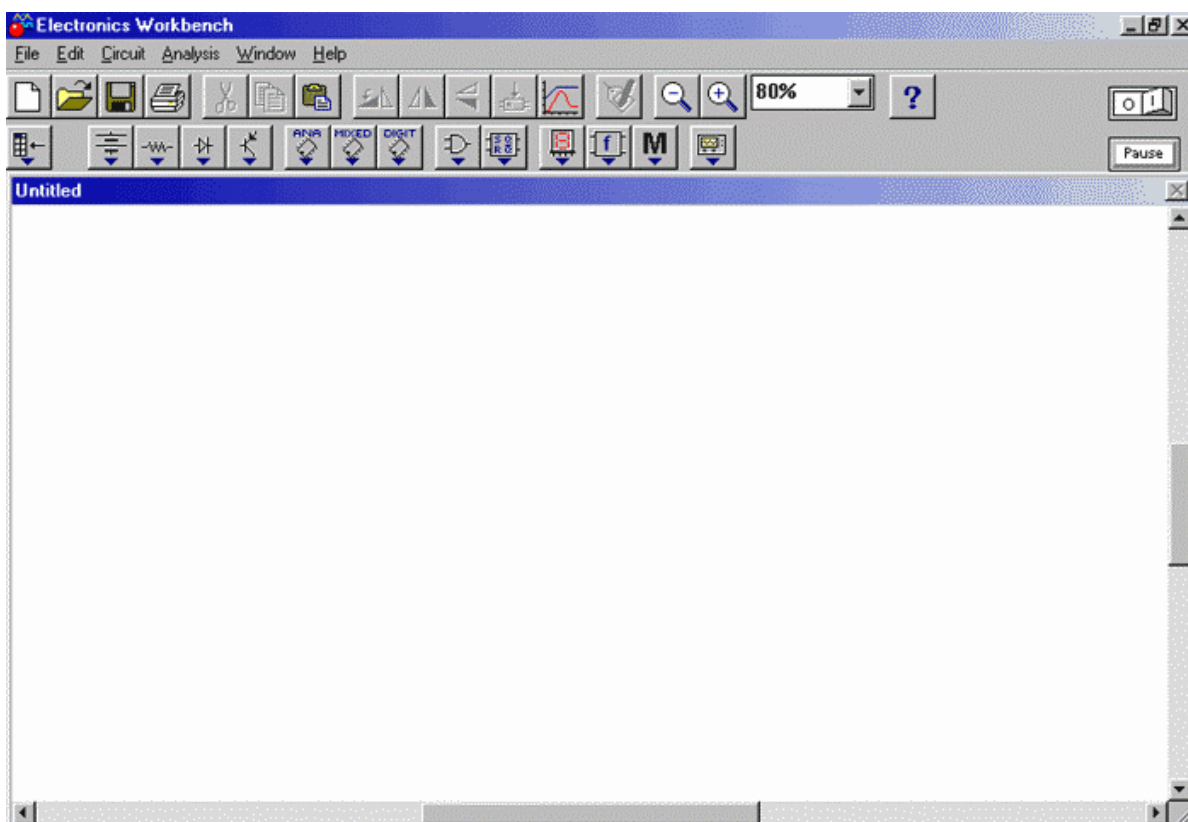 Electronics Workbench
File Edit Circuit Analysis Window Help
80% ?
O I
ANA MIXED DIGIT
f M
Pause
Untitled